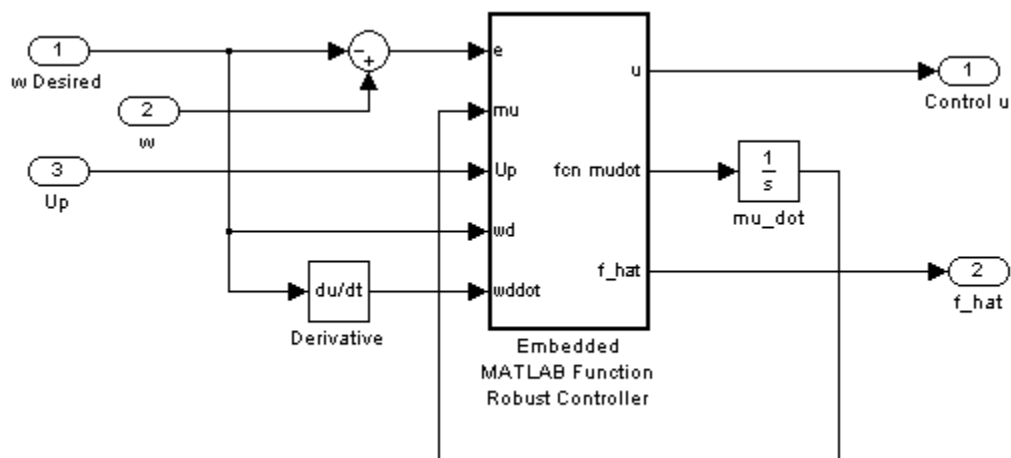 1
w Desired
2
w
3
Up
-
+
du/dt
Derivative
e
mu
Up
wd
wddot
u
fcn mudot
f_hat
Embedded
MATLAB Function
Robust Controller
1
s
mu_dot
1
Control u
2
f_hat